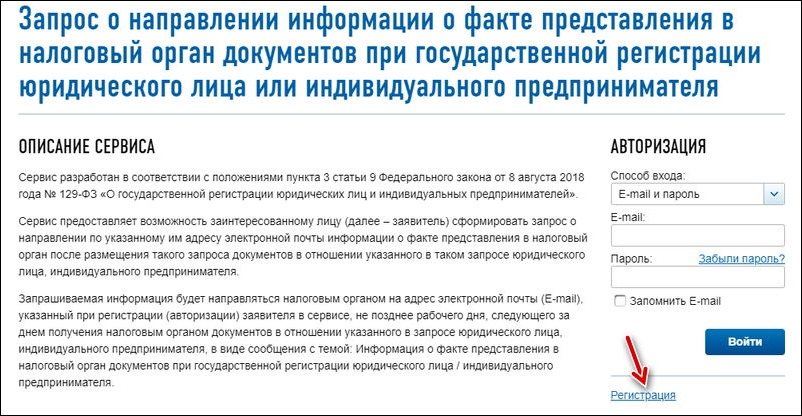 Запрос о направлении информации о факте представления в
налоговый орган документов при государственной регистрации
юридического лица или индивидуального предпринимателя
ОПИСАНИЕ СЕРВИСА
Сервис разработан в соответствии с положениями пункта 3 статьи 9 Федерального закона от 8 августа 2018
года № 129-ФЗ «О государственной регистрации юридических лиц и индивидуальных предпринимателей».
Сервис предоставляет возможность заинтересованному лицу (далее – заявитель) сформировать запрос о
направлении по указанному им адресу электронной почты информации о факте представления в налоговый
орган после размещения такого запроса документов в отношении указанного в таком запросе юридического
лица, индивидуального предпринимателя.
Запрашиваемая информация будет направляться налоговым органом на адрес электронной почты (E-mail),
указанный при регистрации (авторизации) заявителя в сервисе, не позднее рабочего дня, следующего за
днем получения налоговым органом документов в отношении указанного в запросе юридического лица,
индивидуального предпринимателя, в виде сообщения с темой: Информация о факте представления в
налоговый орган документов при государственной регистрации юридического лица / индивидуального
предпринимателя.
АВТОРИЗАЦИЯ
Способ входа:
E-mail и пароль
E-mail:
Пароль: Забыли пароль?
Запомнить E-mail
Войти
Регистрация